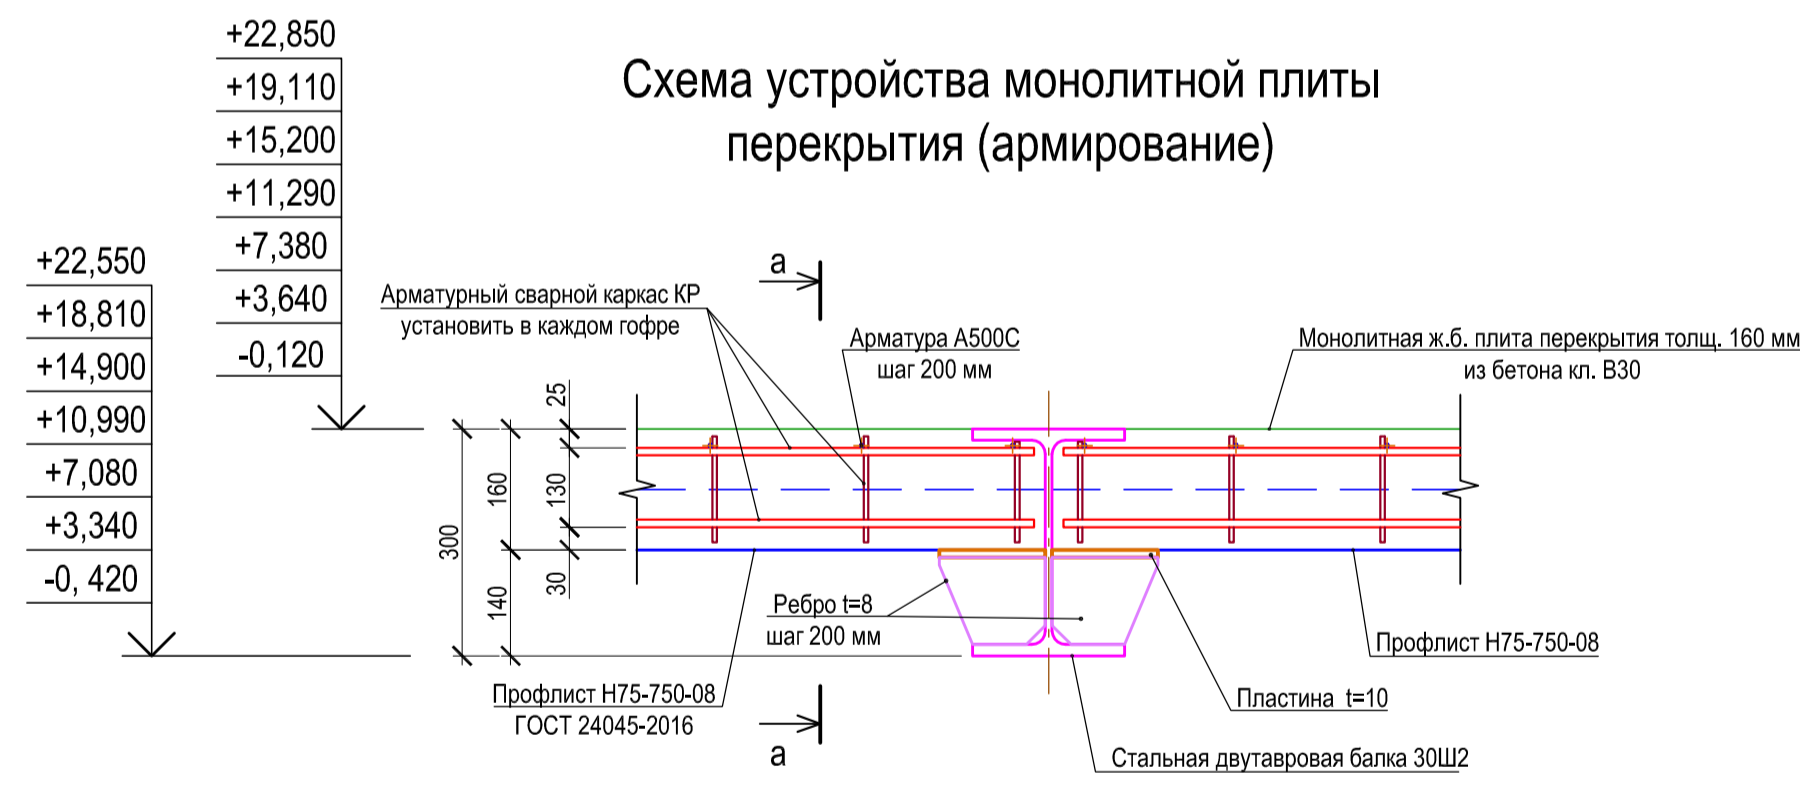 Схема устройства монолитной плиты
перекрытия (армирование)
+22,850
+19,110
+15,200
+11,290
+7,380
+3,640
-0,120
+22,550
+18,810
+14,900
+10,990
+7,080
+3,340
-0, 420
а
Арматурный сварной каркас КР
установить в каждом гофре
Арматура А500С
шаг 200 мм
Монолитная ж.б. плита перекрытия толщ. 160 мм
из бетона кл. В30
25
160
130
300
140
30
Ребро t=8
шаг 200 мм
Профлист Н75-750-08
Профлист Н75-750-08
ГОСТ 24045-2016
Пластина t=10
а
Стальная двутавровая балка 30Ш2